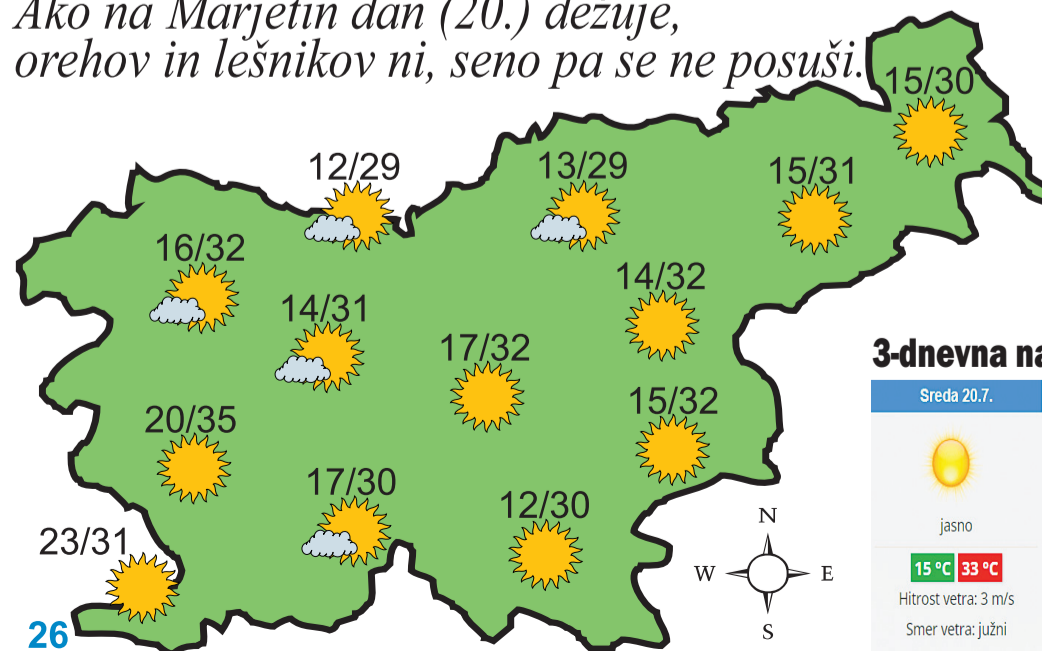 Ako na Marjetin dan (20.) dežuje,
orehov in lešnikov ni, seno pa se ne posuši.
15/30
12/29
13/29
15/31
16/32
14/32
14/31
17/32
15/32
20/35
17/30
12/30
23/31
26
N
W E
S
3-dnevna na
Sreda 20.7.
jasno
15 ºC 33 ºC
Hitrost vetra: 3 m/s
Smer vetra: južni